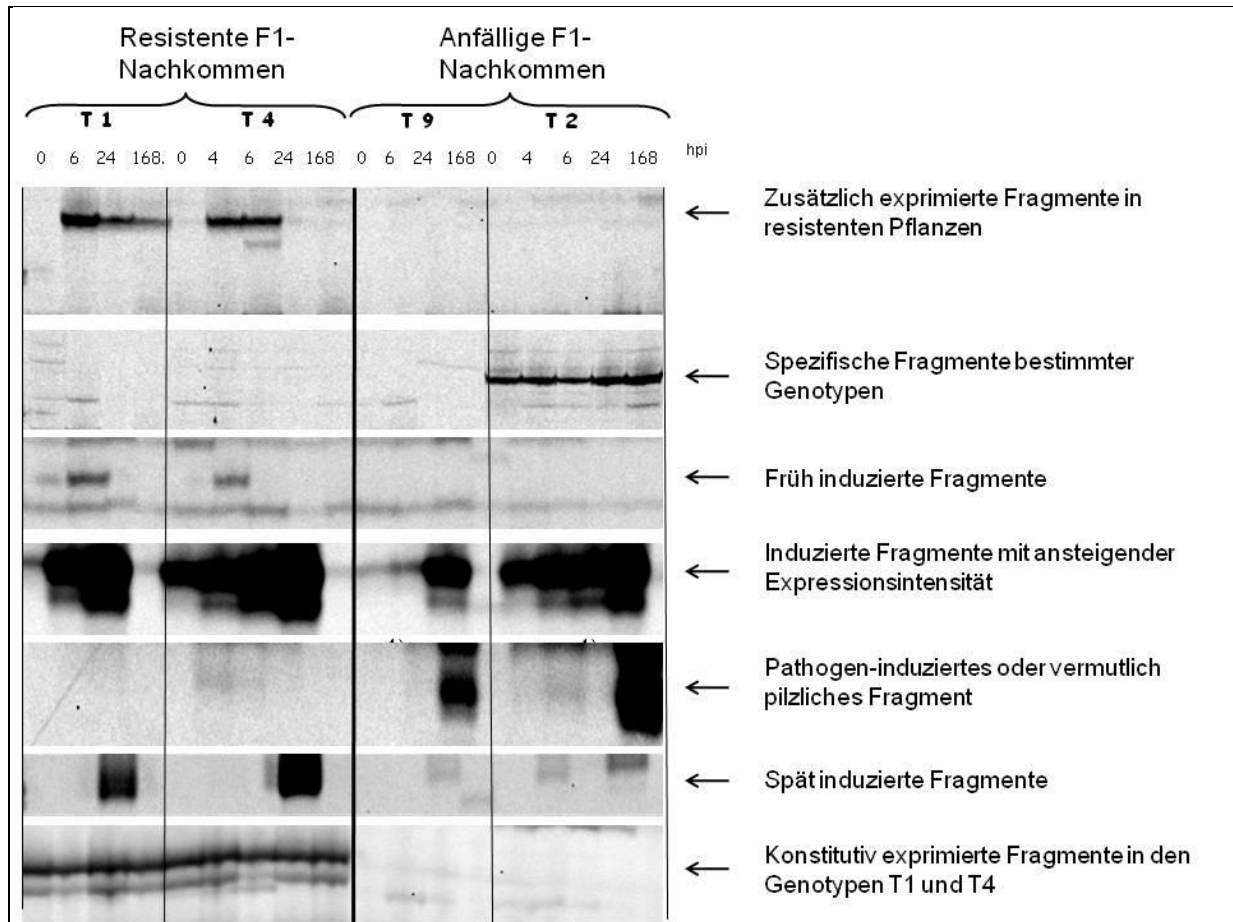 Resistente F1-
Nachkommen
Anfällige F1-
Nachkommen
T 1 T 4 T 9 T 2
0 6 24 168. 0 4 6 24 168 0 6 24 168 0 4 6 24 168 hpi
Zusätzlich exprimierte Fragmente in
resistenten Pflanzen
Spezifische Fragmente bestimmter
Genotypen
Früh induzierte Fragmente
Induzierte Fragmente mit ansteigender
Expressionsintensität
Pathogen-induziertes oder vermutlich
pilzliches Fragment
Spät induzierte Fragmente
Konstitutiv exprimierte Fragmente in den
Genotypen T1 und T4